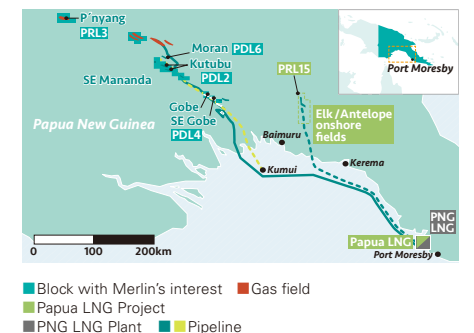 P'nyang
PRL3
Moran PDL6
Kutubu
PDL2
SE Mananda
PRL15
Port Moresby
Gobe
SE Gobe
PDL4
Elk/Antelope
onshore
fields
Papua New Guinea
Baimuru
Kerema
Kumui
PNG
LNG
Papua LNG
Port Moresby
0 100 200km
Block with Merlin's interest Gas field
Papua LNG Project
PNG LNG Plant Pipeline